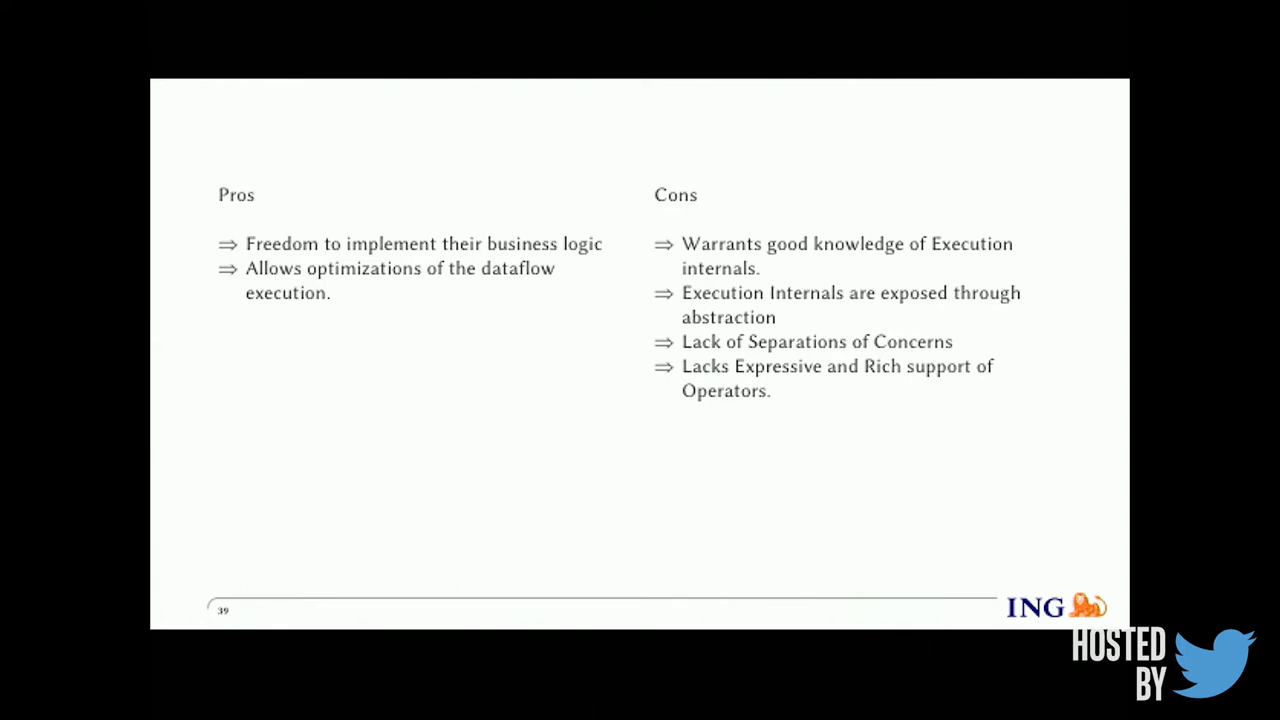 Pros
⇒ Freedom to implement their business logic
⇒ Allows optimizations of the dataflow
execution.
Cons
⇒ Warrants good knowledge of Execution
internals.
⇒ Execution Internals are exposed through
abstraction
⇒ Lack of Separations of Concerns
⇒ Lacks Expressive and Rich support of
Operators.
39
ING
HOSTED
BY